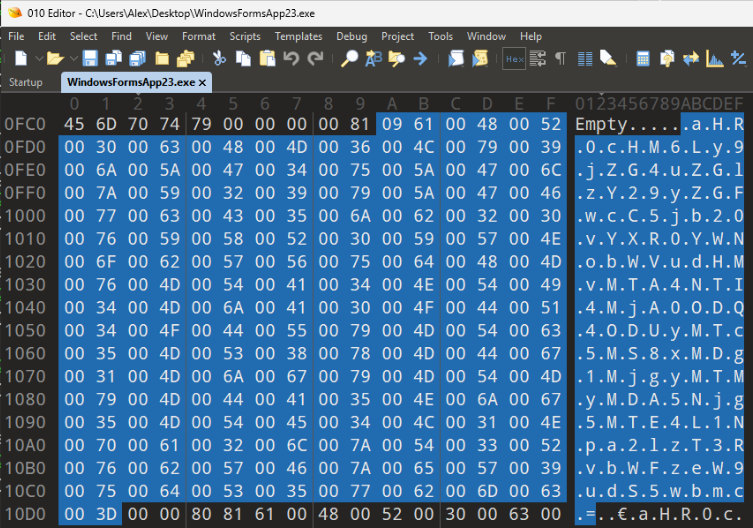 010 Editor - C:\Users\Alex\Desktop\WindowsFormsApp23.exe
File Edit Search View Format Scripts Templates Debug Project Tools Window Help
Hex
Startup WindowsFormsApp23.exe ×
0 1 2 3 4 5 6 7 8 9 A B C D E F 0123456789ABCDEF
0FC0 45 6D 70 74 79 00 00 00 00 81 09 61 00 48 00 52 Empty......a.H.R
0FD0 00 30 00 63 00 48 00 4D 00 36 00 4C 00 79 00 39 .0.c.H.M.6.L.y.9
0FE0 00 6A 00 5A 00 47 00 34 00 75 00 5A 00 47 00 6C .j.Z.G.4.u.Z.G.l
0FF0 00 7A 00 59 00 32 00 39 00 79 00 5A 00 47 00 46 .z.Y.2.9.y.Z.G.F
1000 00 77 00 63 00 43 00 35 00 6A 00 62 00 32 00 30 .w.c.C.5.j.b.2.0
1010 00 76 00 59 00 58 00 52 00 30 00 59 00 57 00 4E .v.Y.X.R.0.Y.W.N
1020 00 6F 00 62 00 57 00 56 00 75 00 64 00 48 00 4D .o.b.W.V.u.d.H.M
1030 00 76 00 4D 00 54 00 41 00 34 00 4E 00 54 00 49 .v.M.T.A.4.N.T.I
1040 00 34 00 4D 00 6A 00 41 00 30 00 4F 00 44 00 51 .4.M.j.A.0.O.D.Q
1050 00 34 00 4F 00 44 00 55 00 79 00 4D 00 54 00 63 .4.O.D.U.y.M.T.c
1060 00 35 00 4D 00 53 00 38 00 78 00 4D 00 44 00 67 .5.M.S.8.x.M.D.g
1070 00 31 00 4D 00 6A 00 67 00 79 00 4D 00 54 00 4D .1.M.j.g.y.M.T.M
1080 00 79 00 4D 00 44 00 41 00 35 00 4E 00 6A 00 67 .y.M.D.A.5.N.j.g
1090 00 35 00 4D 00 54 00 45 00 34 00 4C 00 31 00 4E .5.M.T.E.4.L.1.N
10A0 00 70 00 61 00 32 00 6C 00 7A 00 54 00 33 00 52 .p.a.2.l.z.T.3.R
10B0 00 76 00 62 00 57 00 46 00 7A 00 65 00 57 00 39 .v.b.W.F.z.e.W.9
10C0 00 75 00 64 00 53 00 35 00 77 00 62 00 6D 00 63 .u.d.S.5.w.b.m.c
10D0 00 3D 00 00 80 81 61 00 48 00 52 00 30 00 63 00 .=..€.a.H.R.0.c.